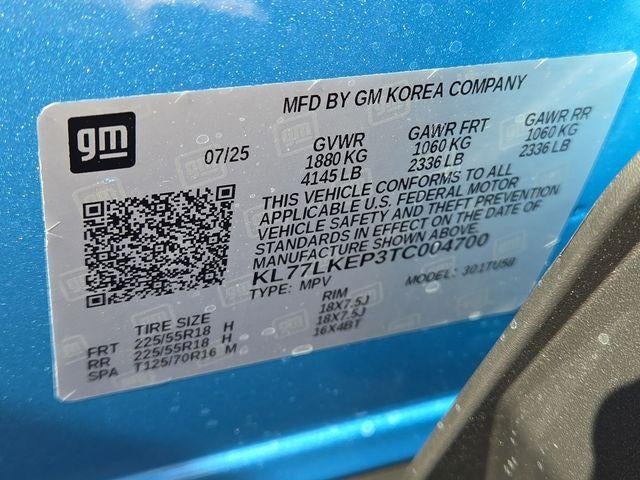 MFD BY GM KOREA COMPANY
gm
07/25
GVWR GAWR FRT GAWR RR
1880 KG 1060 KG 1060 KG
4145 LB 2336 LB 2336 LB
THIS VEHICLE CONFORMS TO ALL
APPLICABLE U.S. FEDERAL MOTOR
VEHICLE SAFETY AND THEFT PREVENTION
STANDARDS IN EFFECT ON THE DATE OF
MANUFACTURE SHOWN ABOVE.
KL77LKEP3TC004700
TYPE: MPV MODEL: 301TU58
TIRE SIZE RIM
FRT 225/55R18 H 18X7.5J
RR 225/55R18 H 18X7.5J
SPA T125/70R16 M 16X4BT